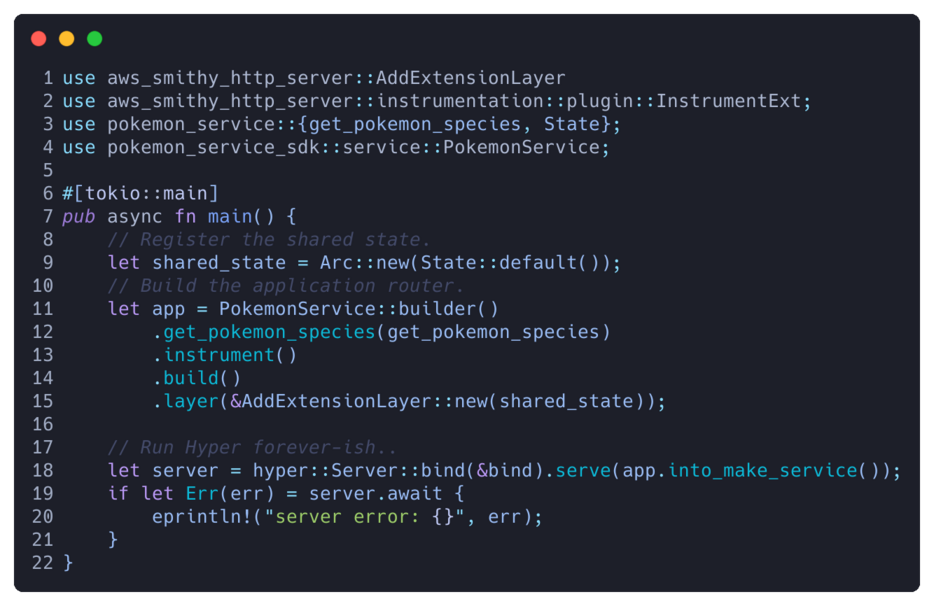 1 use aws_smithy_http_server::AddExtensionLayer
2 use aws_smithy_http_server::instrumentation::plugin::InstrumentExt;
3 use pokemon_service::{get_pokemon_species, State};
4 use pokemon_service_sdk::service::PokemonService;
5
6 #[tokio::main]
7 pub async fn main() {
8     // Register the shared state.
9     let shared_state = Arc::new(State::default());
10     // Build the application router.
11     let app = PokemonService::builder()
12         .get_pokemon_species(get_pokemon_species)
13         .instrument()
14         .build()
15         .layer(&AddExtensionLayer::new(shared_state));
16
17     // Run Hyper forever-ish..
18     let server = hyper::Server::bind(&bind).serve(app.into_make_service());
19     if let Err(err) = server.await {
20         eprintln!("server error: {}", err);
21     }
22 }